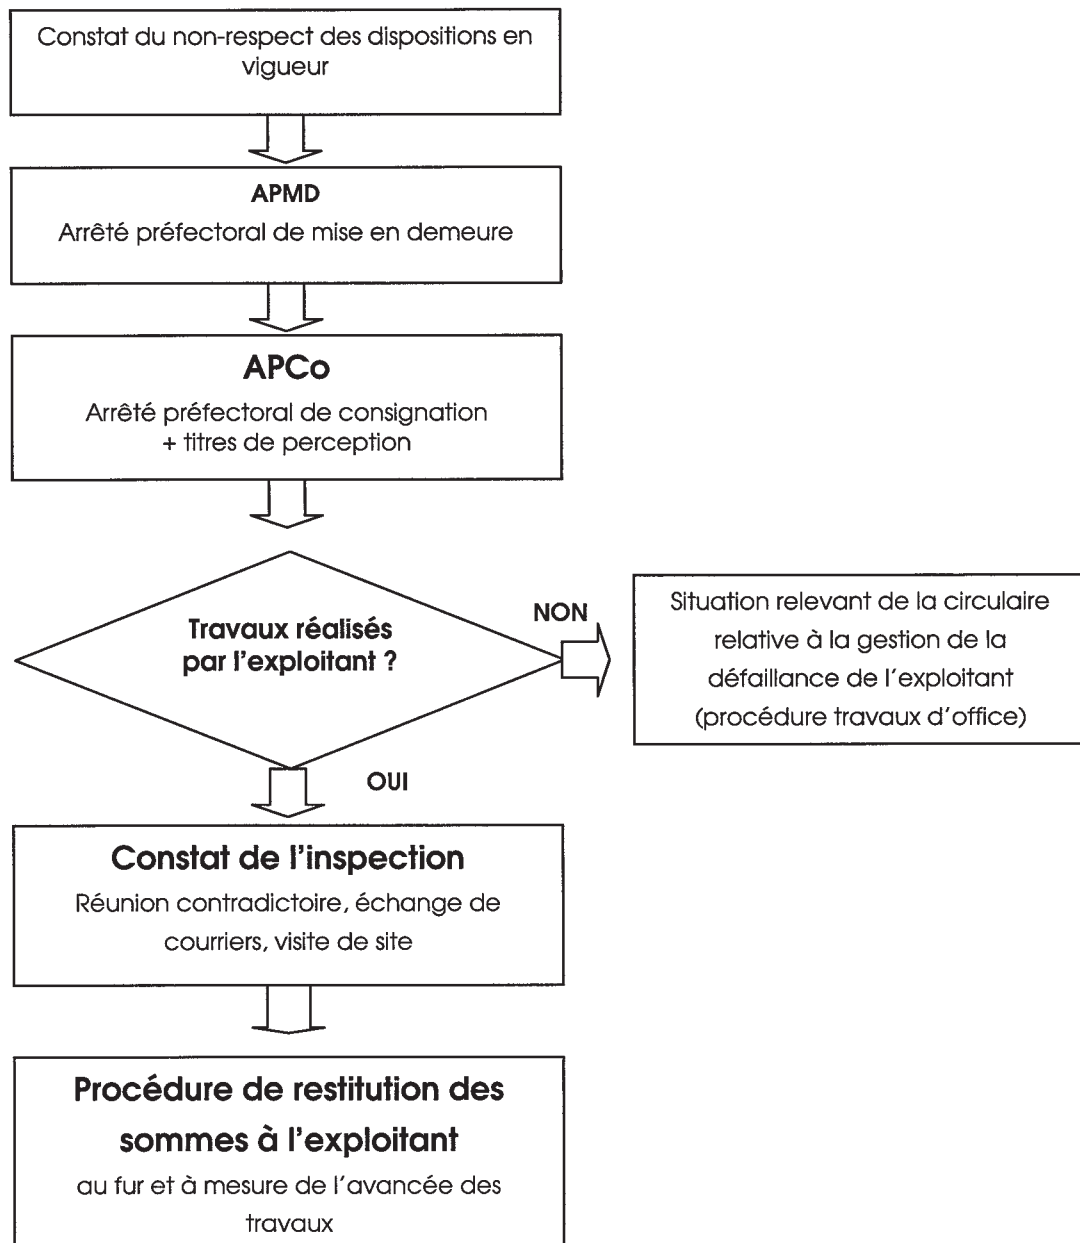 Constat du non-respect des dispositions en
vigueur
APMD
Arrêté préfectoral de mise en demeure
APCo
Arrêté préfectoral de consignation
+ titres de perception
Travaux réalisés
par l'exploitant ?
NON
Situation relevant de la circulaire
relative à la gestion de la
défaillance de l'exploitant
(procédure travaux d'office)
OUI
Constat de l'inspection
Réunion contradictoire, échange de
courriers, visite de site
Procédure de restitution des
sommes à l'exploitant
au fur et à mesure de l'avancée des
travaux